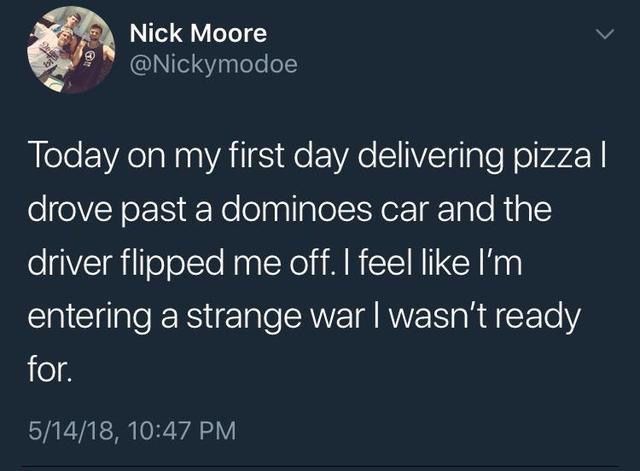 Nick Moore
@Nickymodoe
Today on my first day delivering pizza I
drove past a dominoes car and the
driver flipped me off. I feel like I'm
entering a strange war I wasn't ready
for.
5/14/18, 10:47 PM